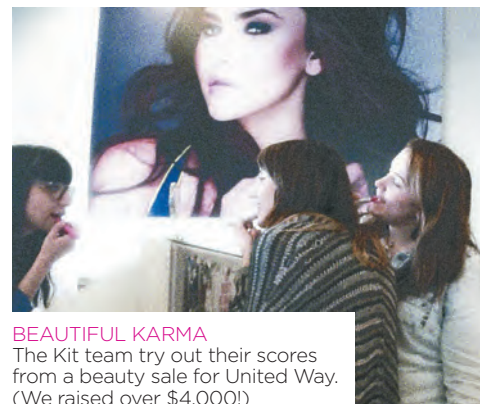 BEAUTIFUL KARMA
The Kit team try out their scores
from a beauty sale for United Way.
(We raised over $4,000!)